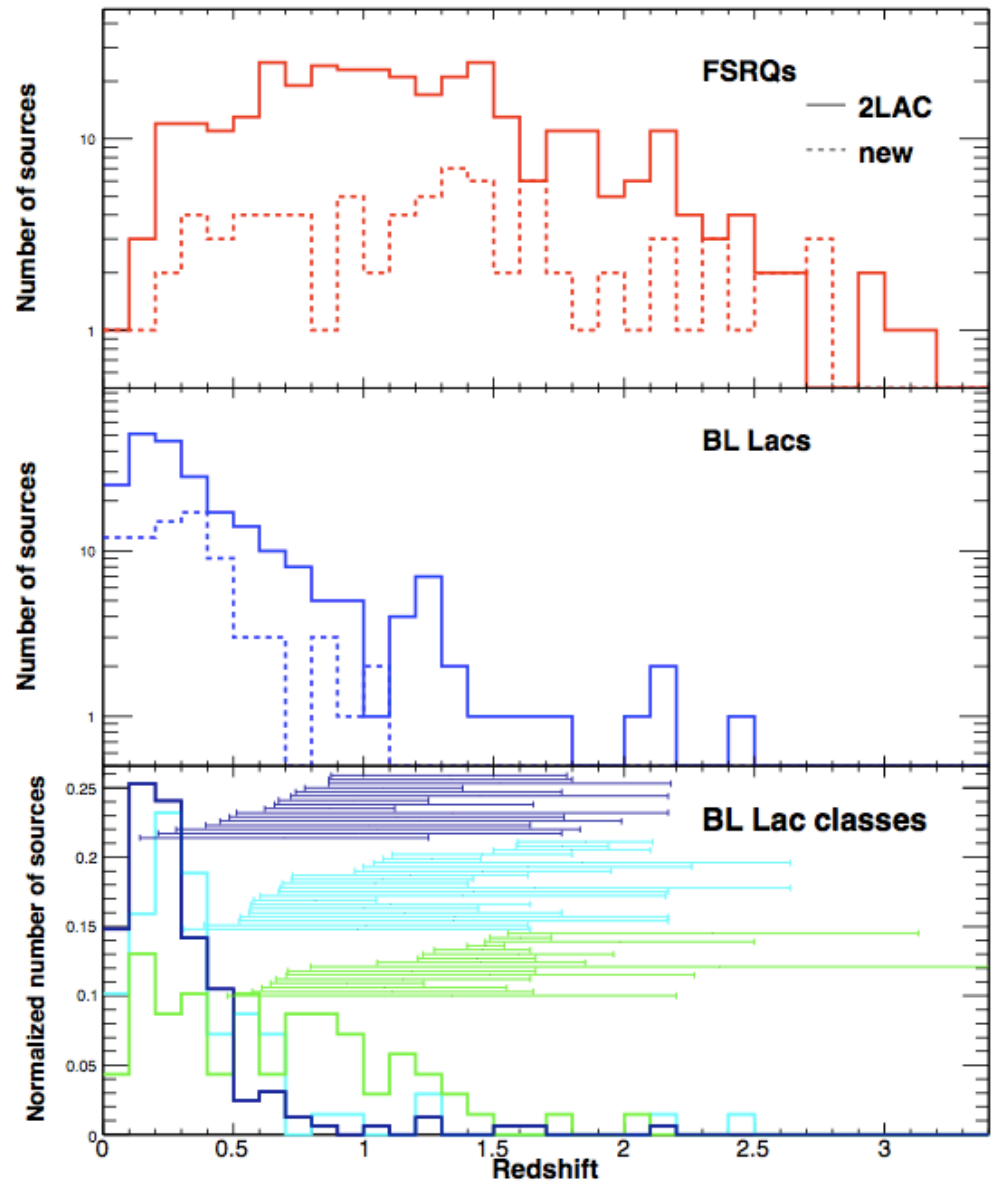 Number of sources
10
1
FSRQs
2LAC
new
Number of sources
10
1
BL Lacs
Normalized number of sources
0.25
0.2
0.15
0.1
0.05
0
BL Lac classes
0 0.5 1 1.5 2 2.5 3
Redshift